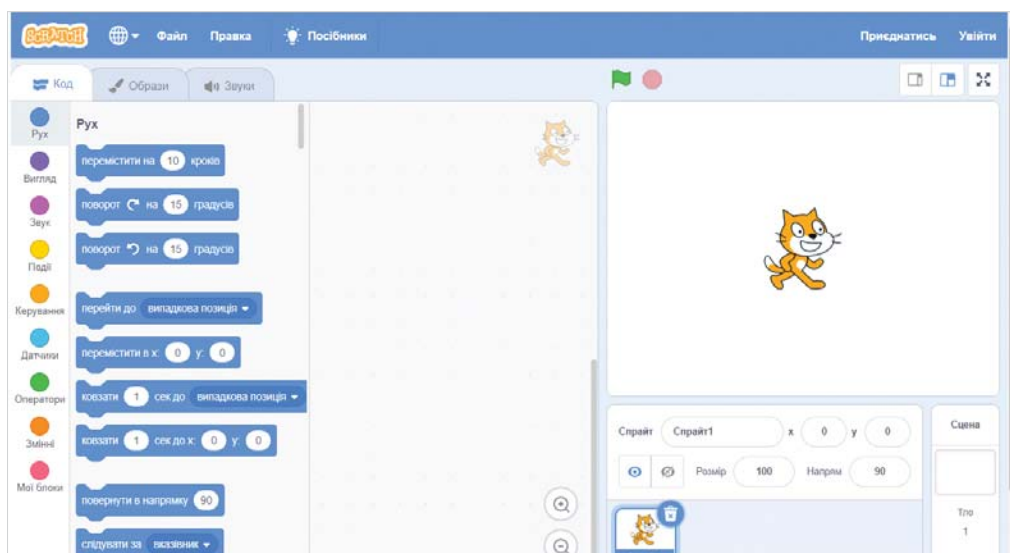 SCRATCH Файл Правка Посібники Приєднатись Увійти
Код Образи Звуки
Рух
Вигляд
Звук
Події
Керування
Датчики
Оператори
Змінні
Мої блоки
Рух
перемістити на 10 кроків
поворот на 15 градусів
поворот на 15 градусів
перейти до випадкова позиція
перемістити в x: 0 y: 0
ковзати 1 сек до випадкова позиція
ковзати 1 сек до x: 0 y: 0
повернути в напрямку 90
слідувати за вказівник
Спрайт Спрайт1 x 0 y 0
Розмір 100 Напрям 90
Сцена
Тло
1